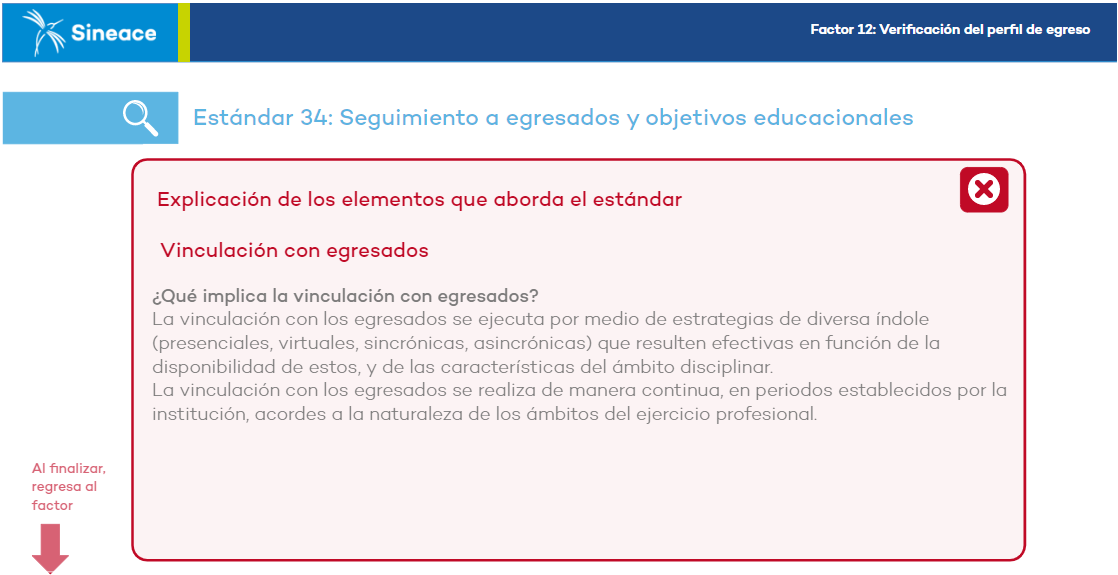 Sineace
Factor 12: Verificación del perfil de egreso
Estándar 34: Seguimiento a egresados y objetivos educacionales
Explicación de los elementos que aborda el estándar
Vinculación con egresados
¿Qué implica la vinculación con egresados?
La vinculación con los egresados se ejecuta por medio de estrategias de diversa índole
(presenciales, virtuales, sincrónicas, asincrónicas) que resulten efectivas en función de la
disponibilidad de estos, y de las características del ámbito disciplinar.
La vinculación con los egresados se realiza de manera continua, en periodos establecidos por la
institución, acordes a la naturaleza de los ámbitos del ejercicio profesional.
Al finalizar,
regresa al
factor